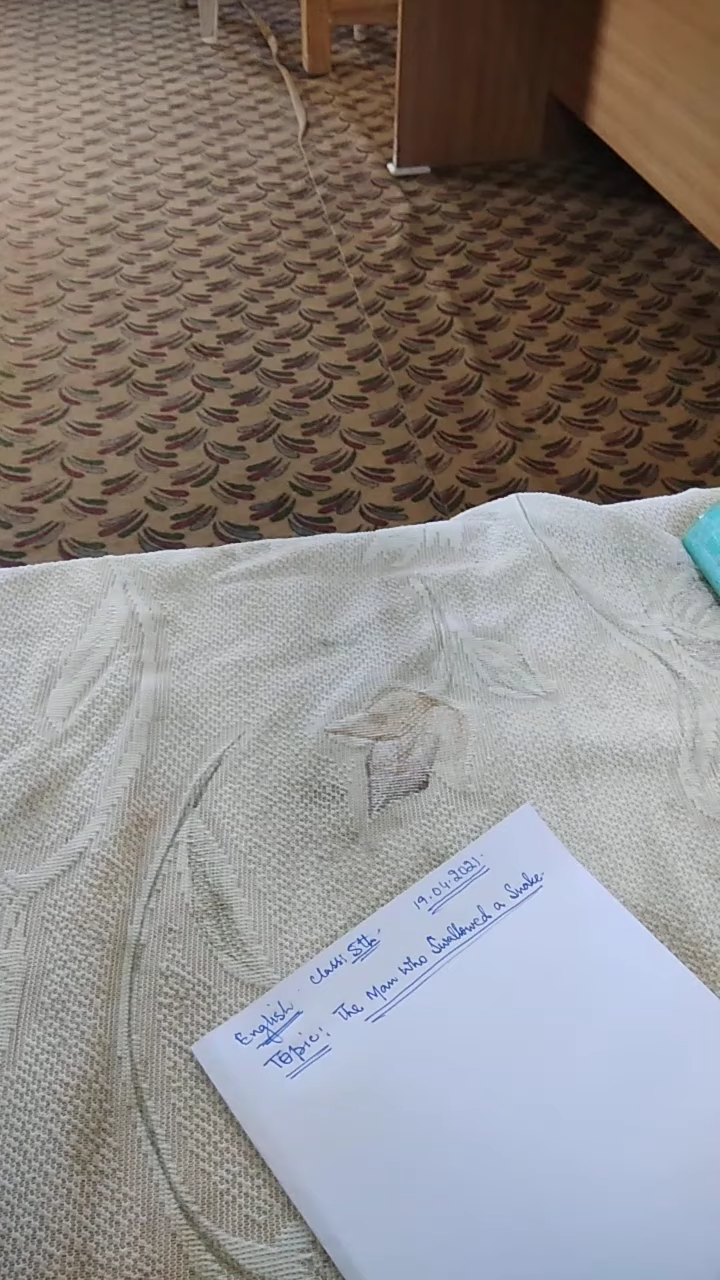 English. Class: 5th. 19.04.2021.
Topic: The Man Who Swallowed a Snake.